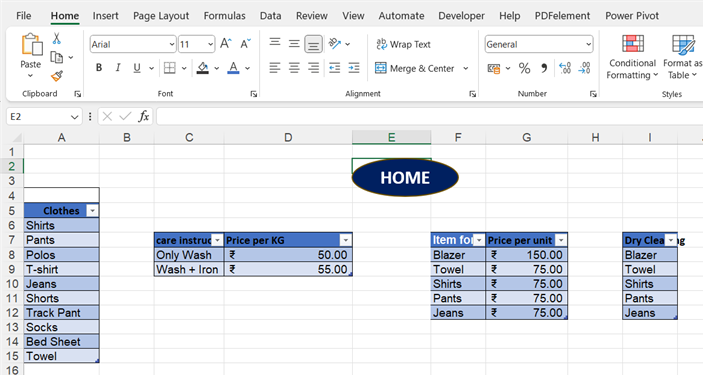 File Home Insert Page Layout Formulas Data Review View Automate Developer Help PDFelement Power Pivot
Arial 11 A A Wrap Text General
Paste B I U A Merge & Center % Conditional Formatting Format as Table
Clipboard Font Alignment Number Styles
E2 fx
A B C D E F G H I
1
2 HOME
3
4
5 Clothes
6 Shirts
7 Pants care instruc Price per KG Item for Price per unit Dry Clea ng
8 Polos Only Wash ₹ 50.00 Blazer ₹ 150.00 Blazer
9 T-shirt Wash + Iron ₹ 55.00 Towel ₹ 75.00 Towel
10 Jeans Shirts ₹ 75.00 Shirts
11 Shorts Pants ₹ 75.00 Pants
12 Track Pant Jeans ₹ 75.00 Jeans
13 Socks
14 Bed Sheet
15 Towel
16